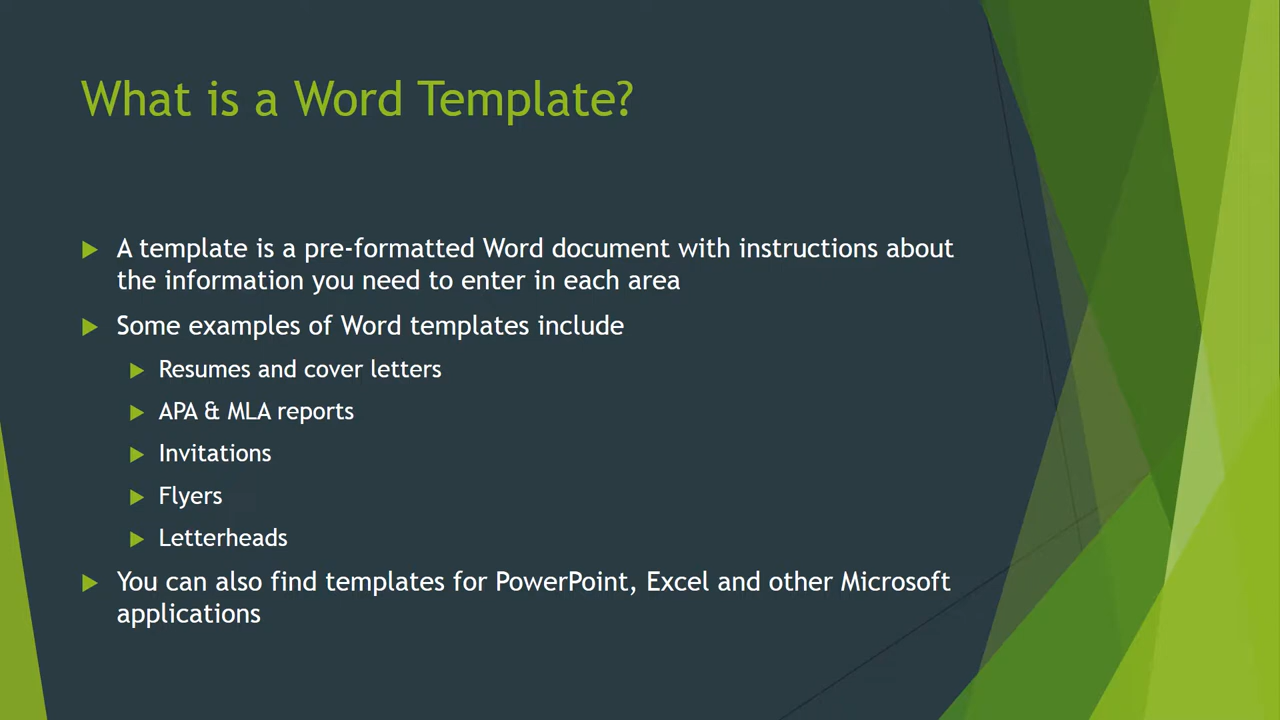 What is a Word Template?
A template is a pre-formatted Word document with instructions about
the information you need to enter in each area
Some examples of Word templates include
Resumes and cover letters
APA & MLA reports
Invitations
Flyers
Letterheads
You can also find templates for PowerPoint, Excel and other Microsoft
applications